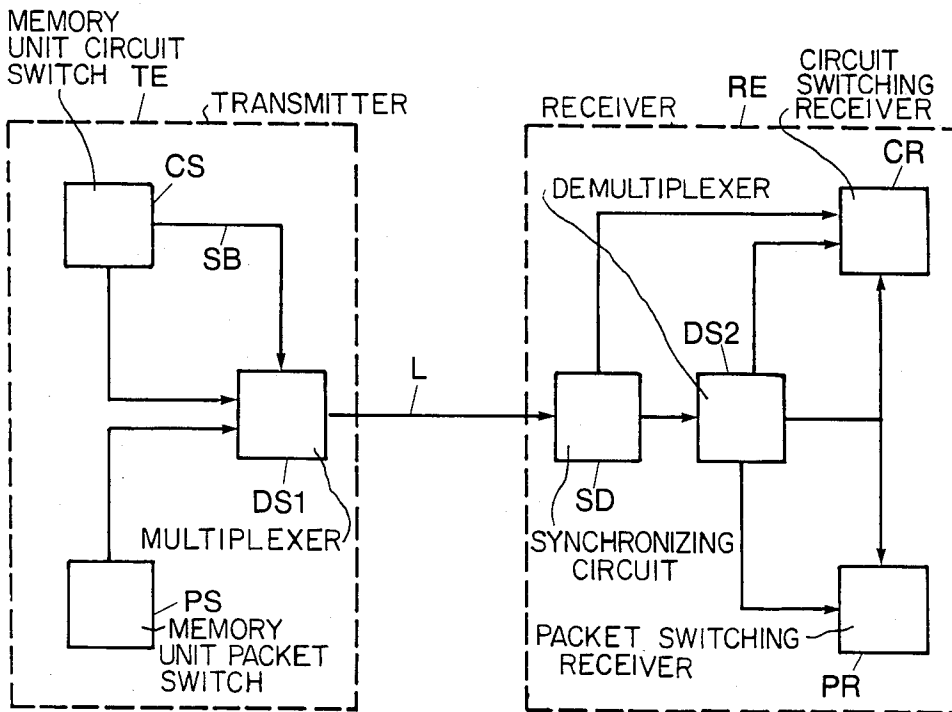 MEMORY
UNIT CIRCUIT
SWITCH TE
TRANSMITTER
CS
SB
DS1
MULTIPLEXER
PS
MEMORY
UNIT PACKET
SWITCH
L
RECEIVER
RE
CIRCUIT
SWITCHING
RECEIVER
CR
DEMULTIPLEXER
DS2
SD
SYNCHRONIZING
CIRCUIT
PACKET SWITCHING
RECEIVER
PR